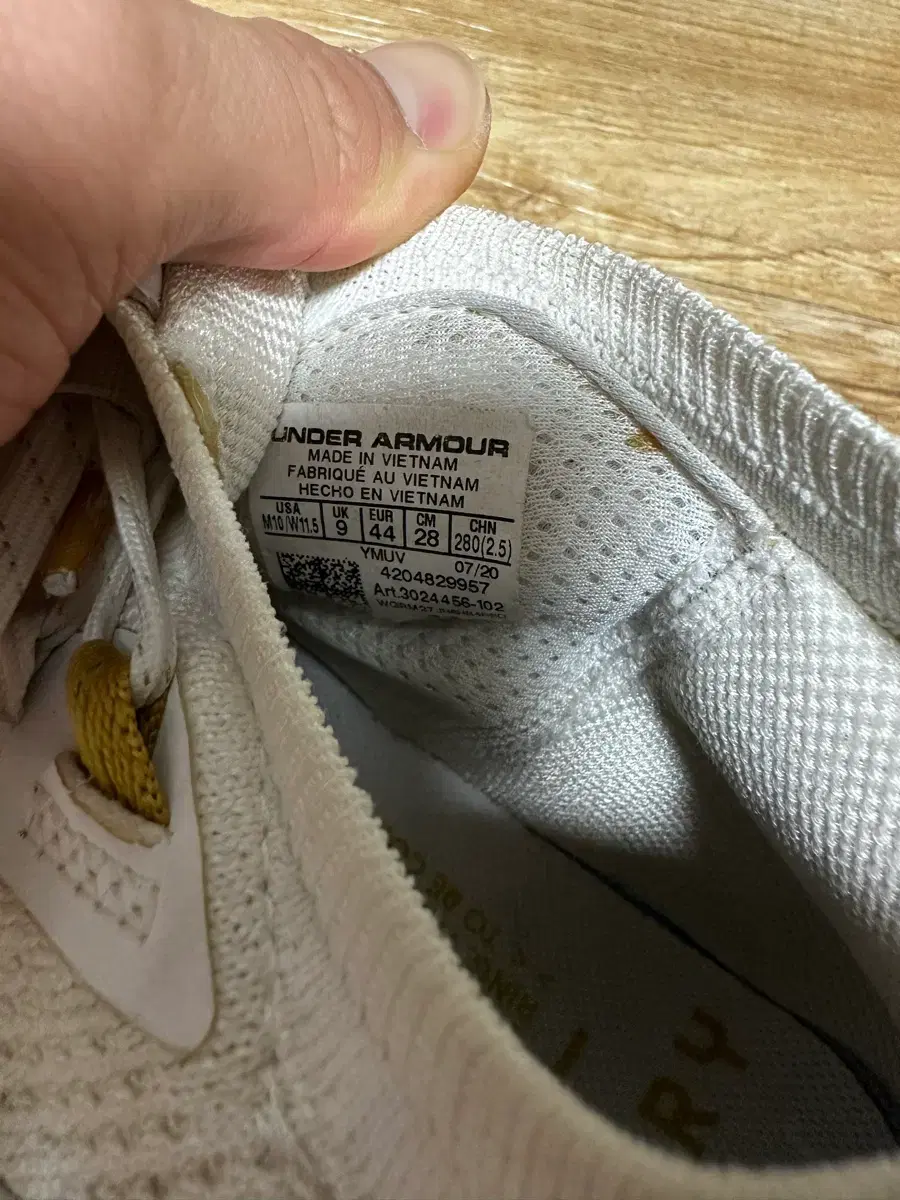 UNDER ARMOUR
MADE IN VIETNAM
FABRIQUÉ AU VIETNAM
HECHO EN VIETNAM
USA UK EUR CM CHN
M10/W11.5 9 44 28 280(2.5)
YMUV 07/20
4204829957
Art.3024456-102
RY